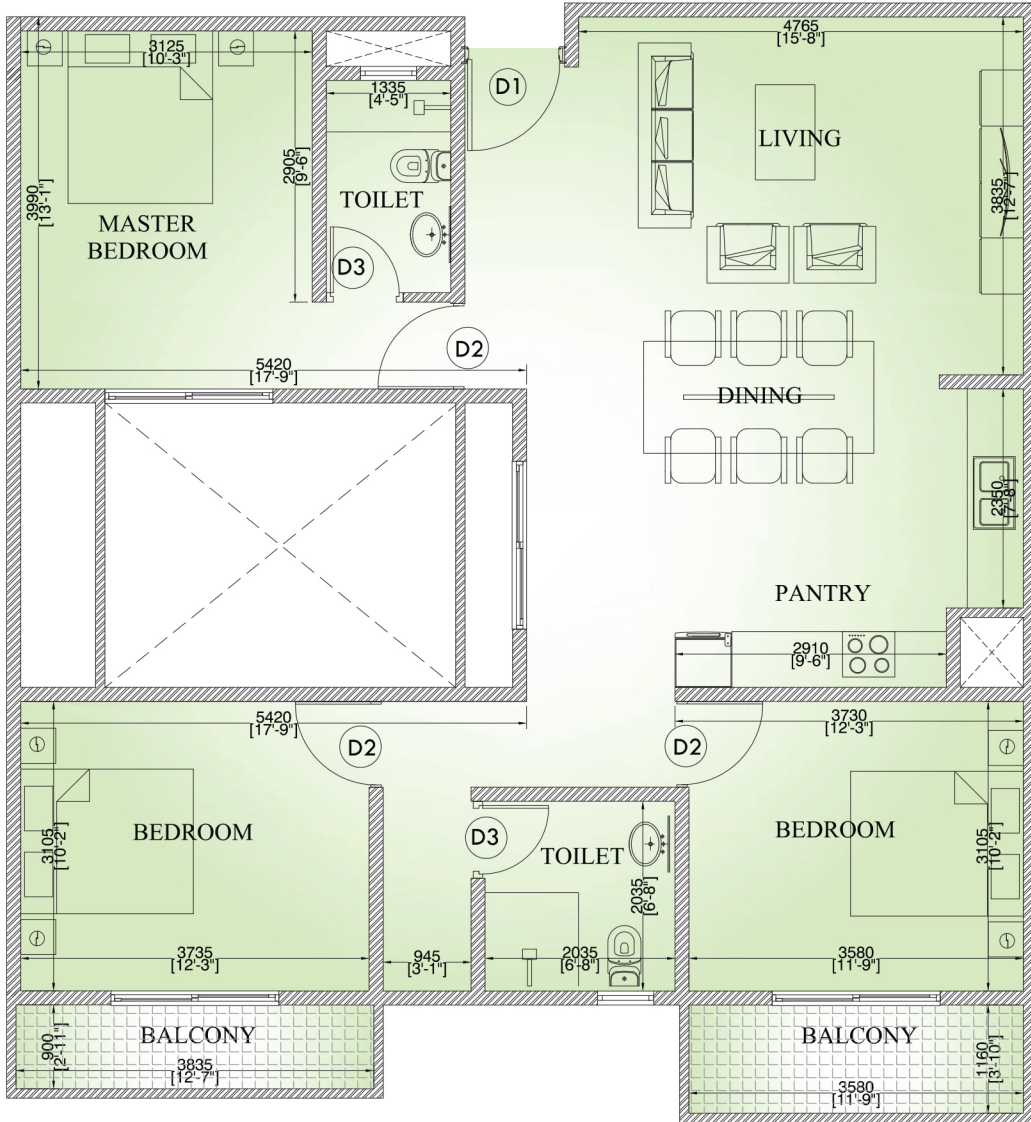 4765
[15'-8"]
3125
[10'-3"]
1335
[4'-5"]
D1
LIVING
2905
[9'-6"]
3990
[13'-1"]
3835
[12'-7"]
TOILET
MASTER
BEDROOM
D3
D2
5420
[17'-9"]
DINING
2350
[7'-8"]
PANTRY
2910
[9'-6"]
5420
[17'-9"]
3730
[12'-3"]
D2
D2
BEDROOM
3105
[10'-2"]
D3
TOILET
BEDROOM
3105
[10'-2"]
2035
[6'-8"]
3735
[12'-3"]
945
[3'-1"]
2035
[6'-8"]
3580
[11'-9"]
BALCONY
900
[2'-11"]
3835
[12'-7"]
BALCONY
1160
[3'-10"]
3580
[11'-9"]